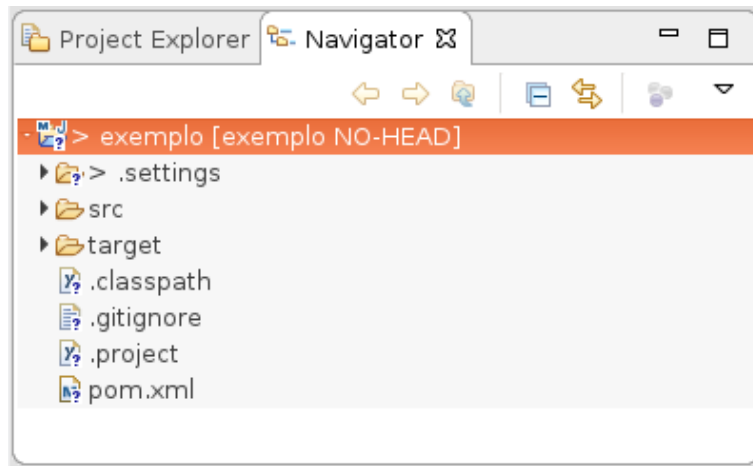 Project Explorer Navigator
> exemplo [exemplo NO-HEAD]
> .settings
src
target
.classpath
.gitignore
.project
pom.xml